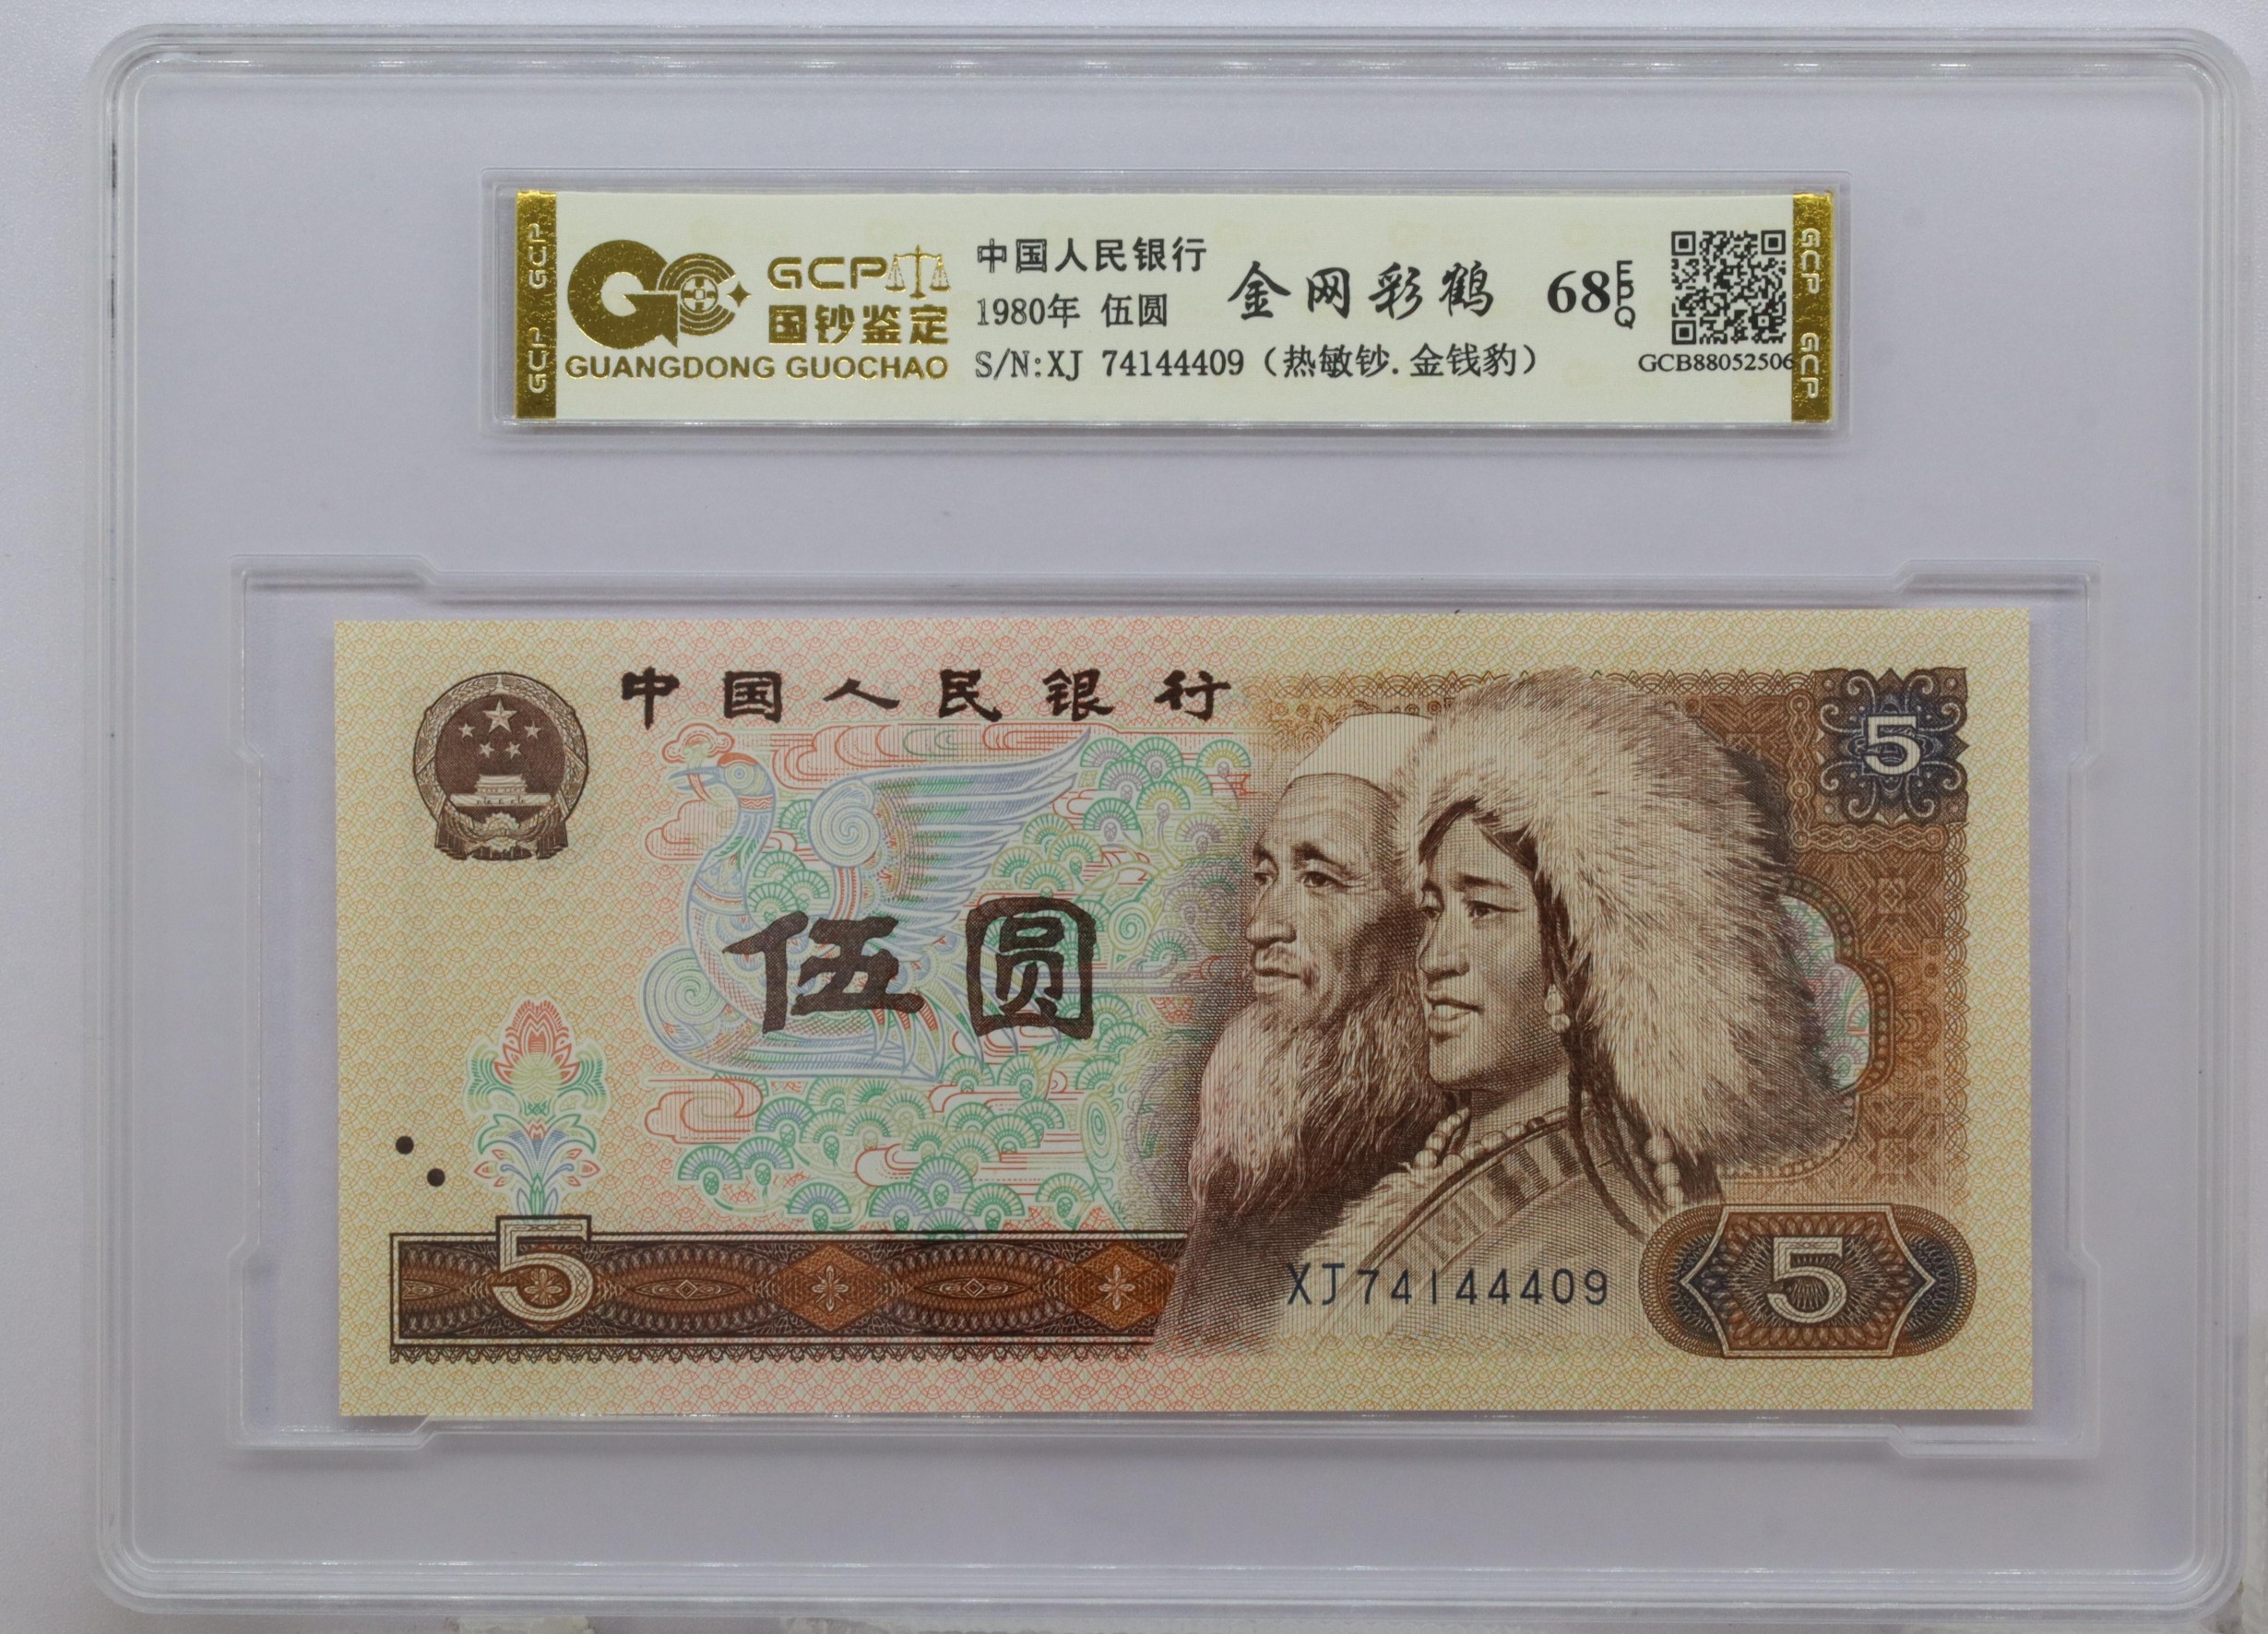 GCP GCP
GCP
国钞鉴定
GUANGDONG GUOCHAO
中国人民银行
1980年 伍圆
S/N:XJ 74144409（热敏钞.金钱豹）
金网彩鹤
68 EPQ
GCB88052506
GCP GCP
中国人民银行
5
伍圆
5
XJ74144409
5